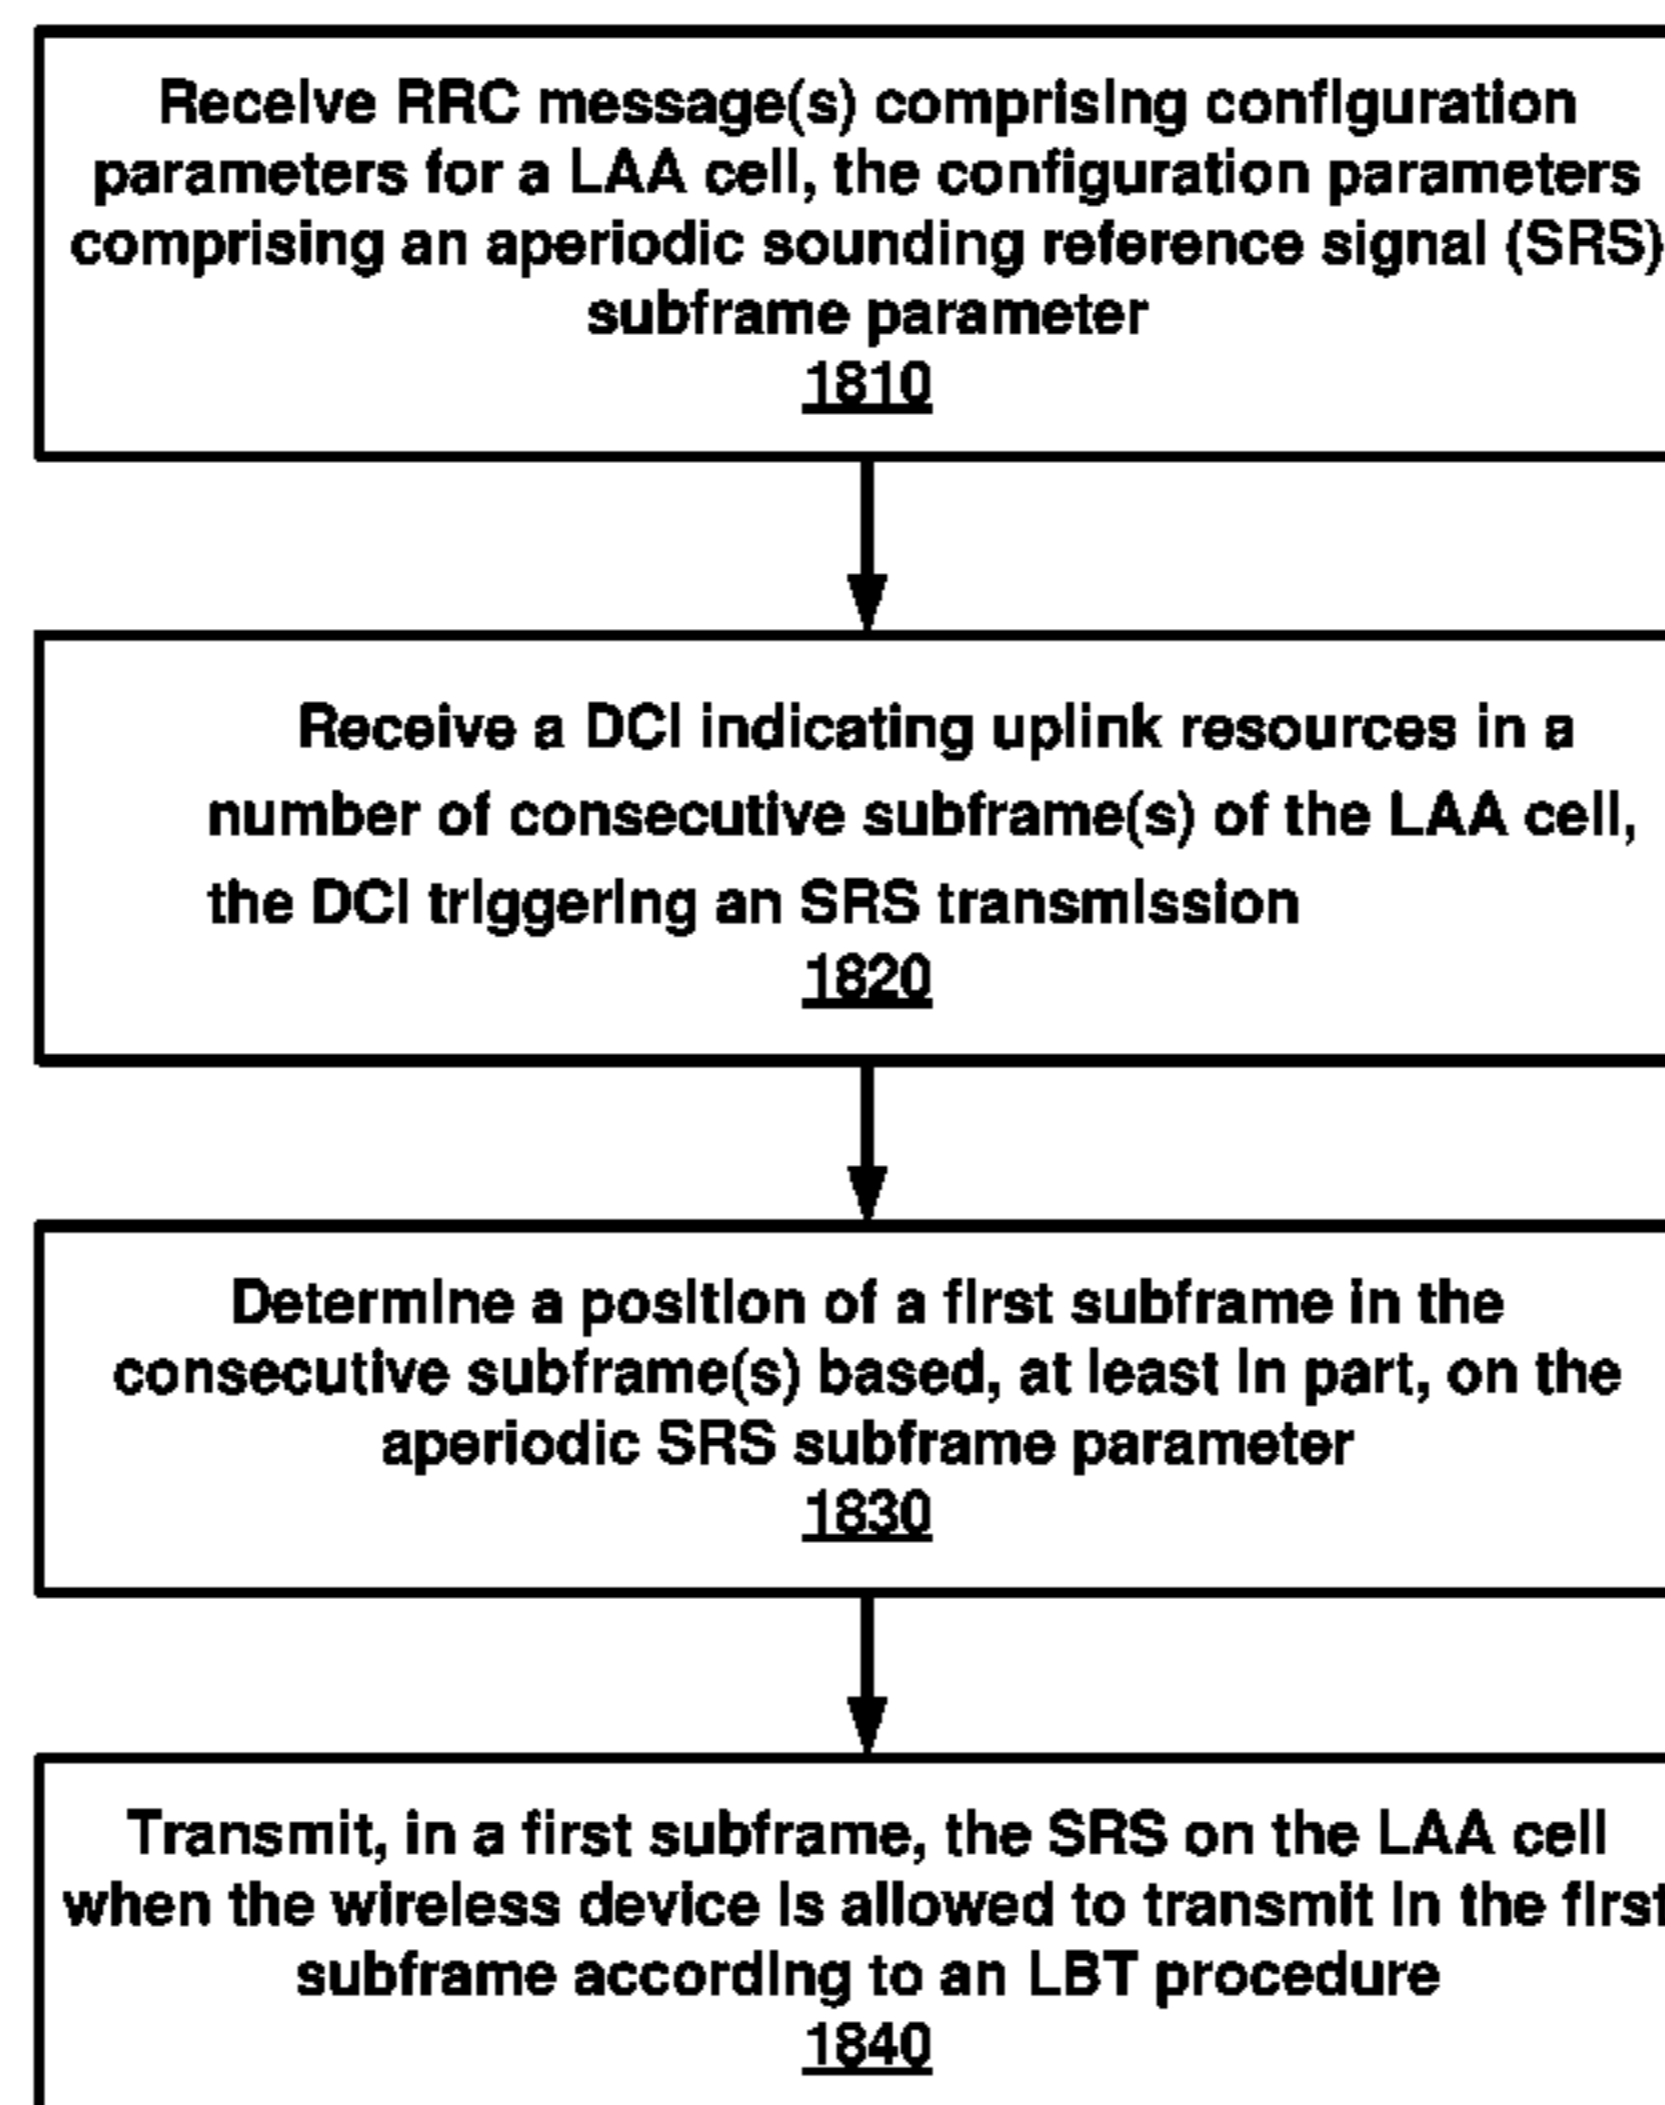 Receive RRC message(s) comprising configuration
parameters for a LAA cell, the configuration parameters
comprising an aperiodic sounding reference signal (SRS)
subframe parameter
1810
Receive a DCI indicating uplink resources in a
number of consecutive subframe(s) of the LAA cell,
the DCI triggering an SRS transmission
1820
Determine a position of a first subframe in the
consecutive subframe(s) based, at least in part, on the
aperiodic SRS subframe parameter
1830
Transmit, in a first subframe, the SRS on the LAA cell
when the wireless device is allowed to transmit in the first
subframe according to an LBT procedure
1840